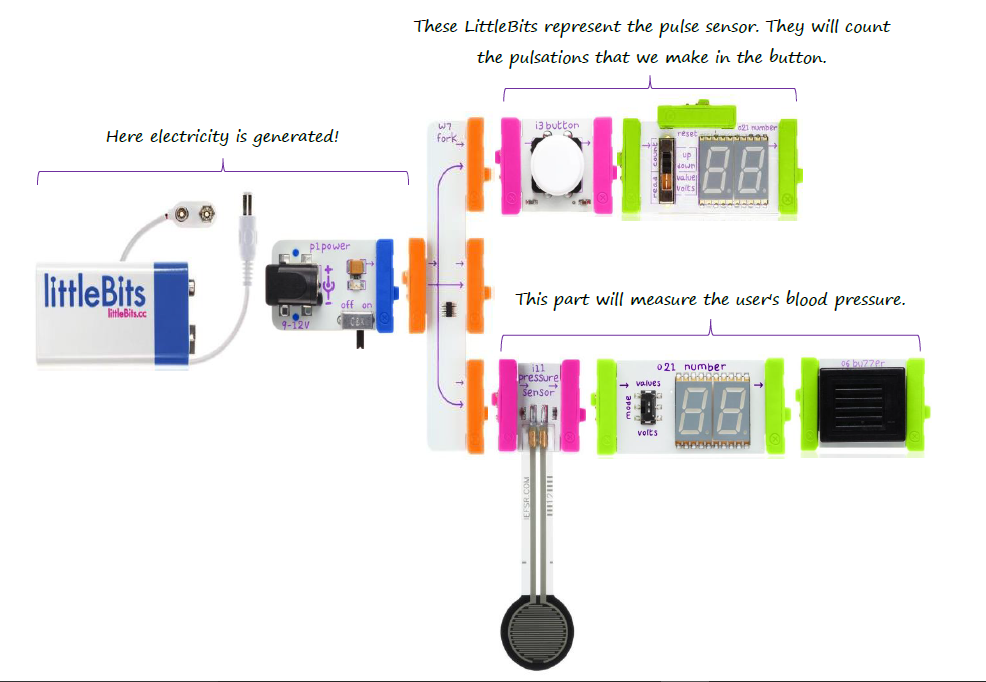 These LittleBits represent the pulse sensor. They will count
the pulsations that we make in the button.
Here electricity is generated!
w7
fork
i3 button
reset
o21 number
count
read
up
down
values
volts
p1 power
off on
9-12V
littleBits
littleBits.cc
This part will measure the user's blood pressure.
i11
pressure
sensor
o21 number
values
mode
volts
o6 buzzer